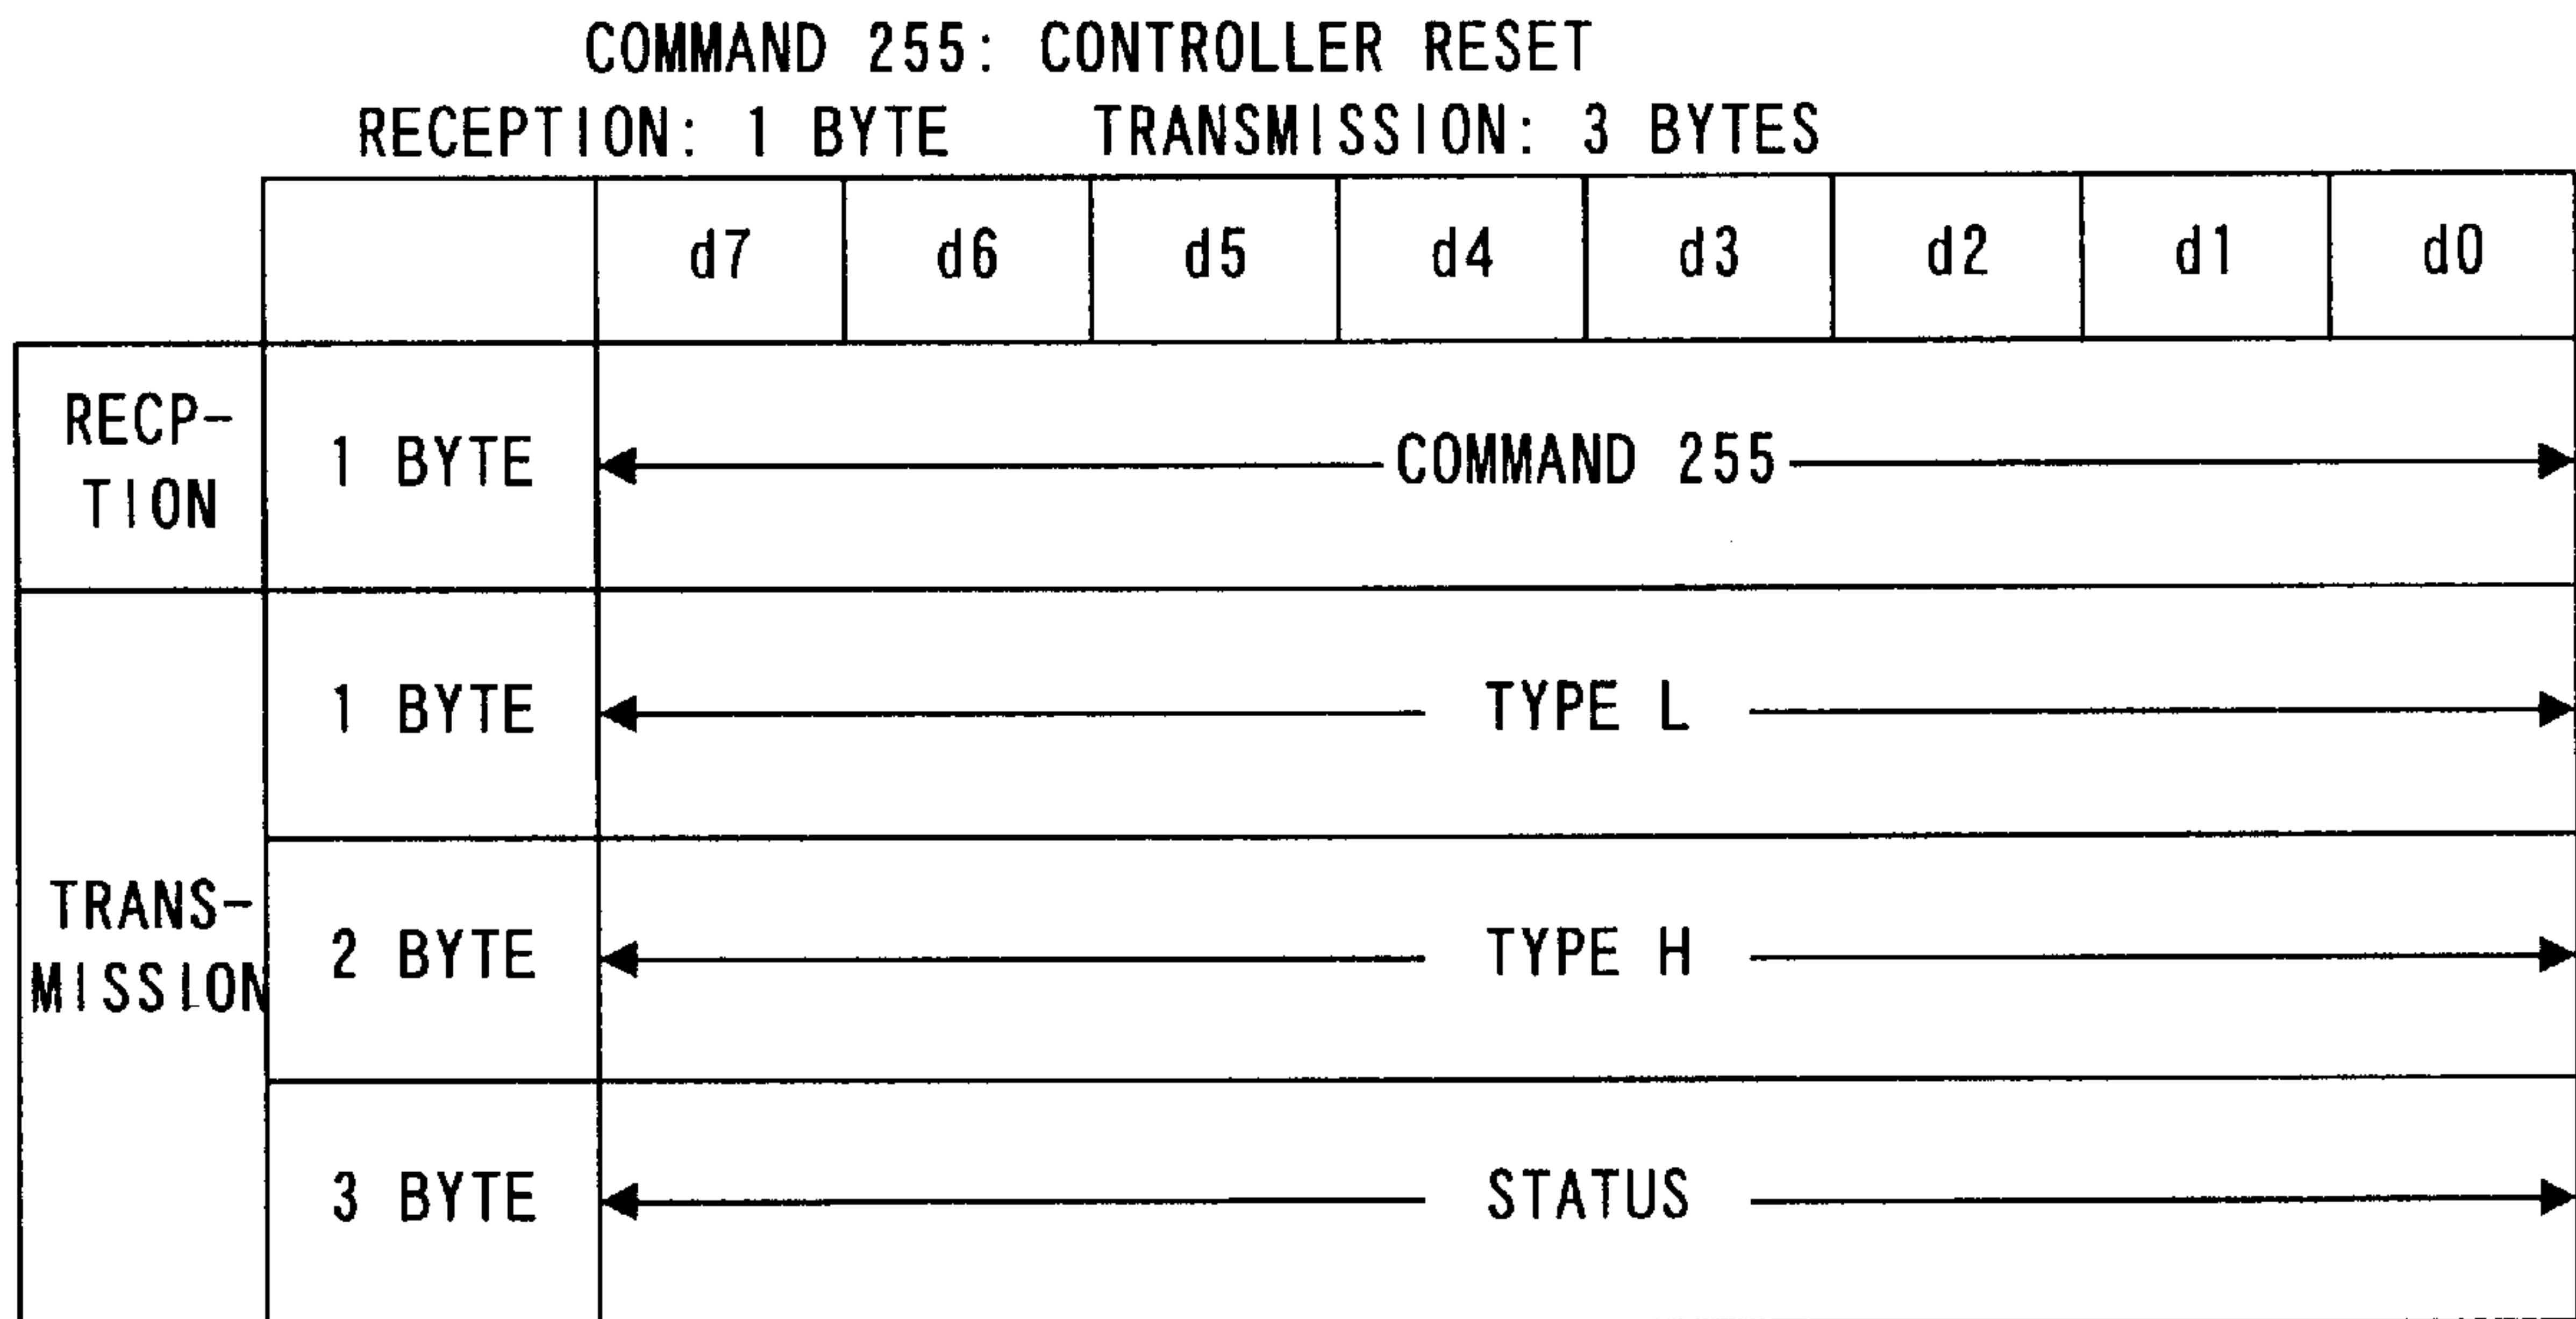 COMMAND 255: CONTROLLER RESET
RECEPTION: 1 BYTE TRANSMISSION: 3 BYTES
d7 d6 d5 d4 d3 d2 d1 d0
RECP-
TION
1 BYTE COMMAND 255
TRANS-
MISSION
1 BYTE TYPE L
2 BYTE TYPE H
3 BYTE STATUS